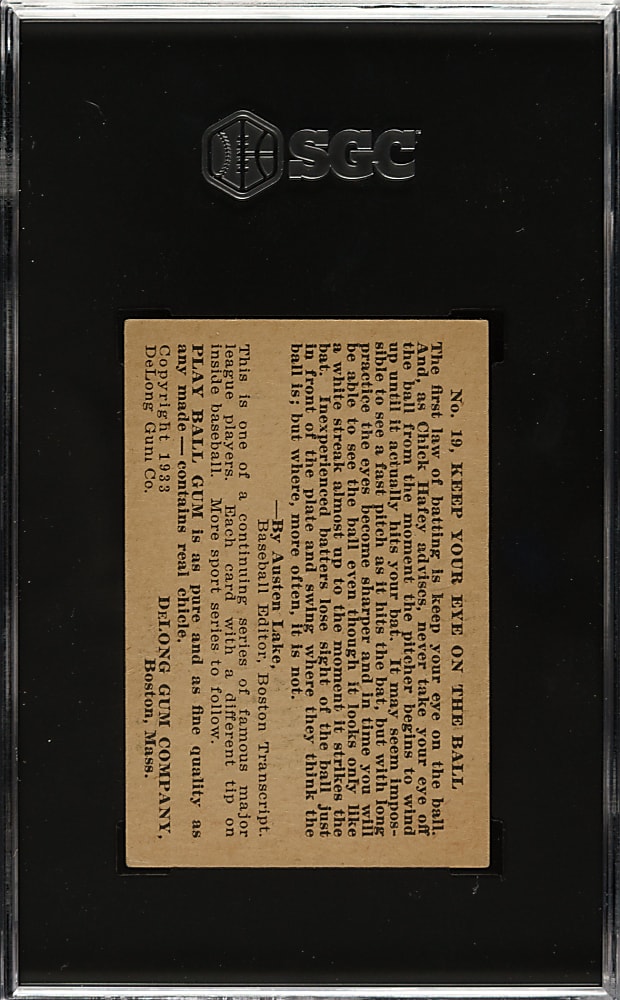 SGC
No. 19, KEEP YOUR EYE ON THE BALL
The first law of batting is keep your eye on the ball.
And, as Chick Hafey advises, never take your eye off
the ball from the moment the pitcher begins to wind
up until it actually hits your bat. It may seem impos-
sible to see a fast pitch as it hits the bat, but with long
practice the eyes become sharper and in time you will
be able to see the ball even though it looks only like
a white streak almost up to the moment it strikes the
bat. Inexperienced batters lose sight of the ball just
in front of the plate and swing where they think the
ball is; but where, more often, it is not.
—By Austen Lake,
Baseball Editor, Boston Transcript.
This is one of a continuing series of famous major
league players. Each card with a different tip on
inside baseball. More sport series to follow.
PLAY BALL GUM is as pure and as fine quality as
any made — contains real chicle.
Copyright 1933
DeLong Gum Co.
DeLONG GUM COMPANY,
Boston, Mass.